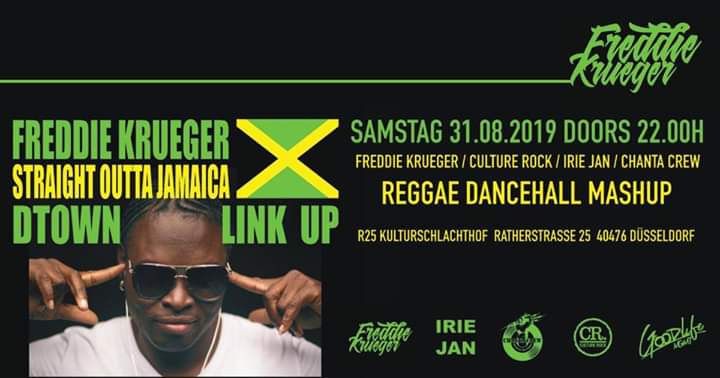 Freddie
Krueger
FREDDIE KRUEGER
STRAIGHT OUTTA JAMAICA
DTOWN LINK UP
SAMSTAG 31.08.2019 DOORS 22.00H
FREDDIE KRUEGER / CULTURE ROCK / IRIE JAN / CHANTA CREW
REGGAE DANCEHALL MASHUP
R25 KULTURSCHLACHTHOF RATHERSTRASSE 25 40476 DÜSSELDORF
Freddie
Krueger
IRIE
JAN
CR
CULTURE ROCK
GOODLIFE